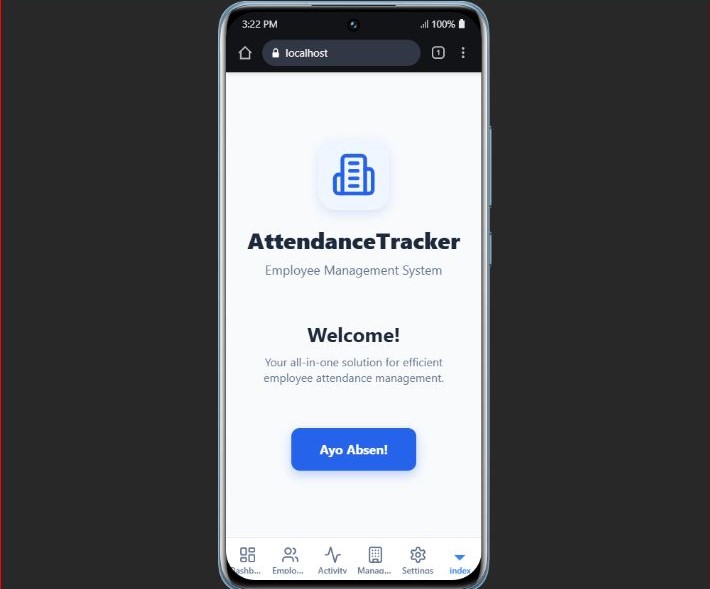 3:22 PM
100%
localhost
1
AttendanceTracker
Employee Management System
Welcome!
Your all-in-one solution for efficient
employee attendance management.
Ayo Absen!
Dashb... Emplo... Activity Manag... Settings index